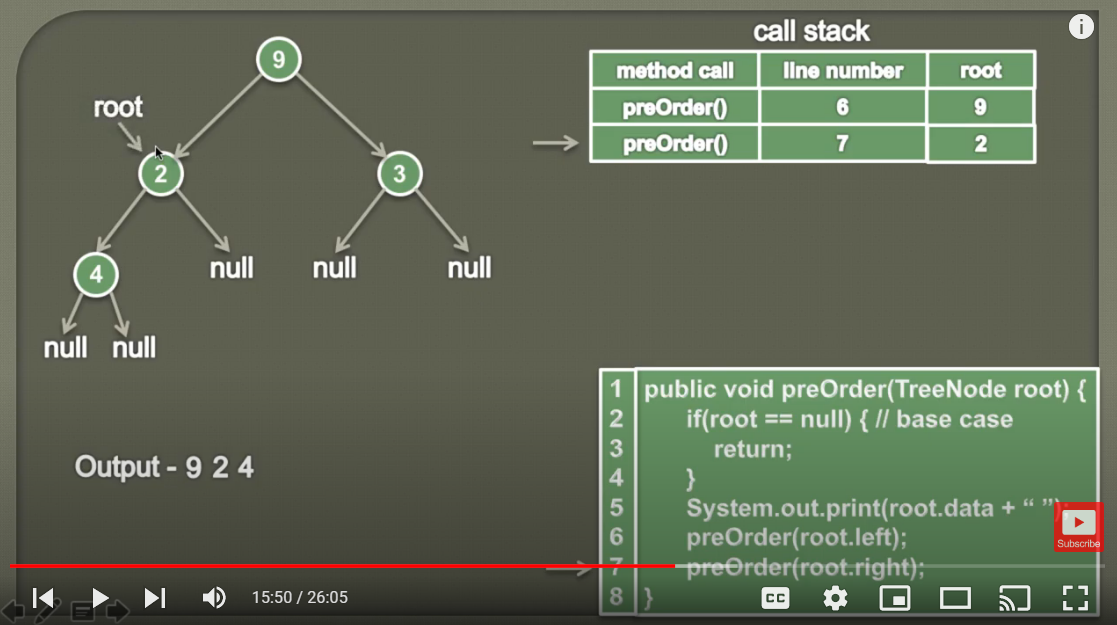 call stack
i
method call line number root
preOrder() 6 9
preOrder() 7 2
9
root
2 3
4 null null null
null null
Output - 9 2 4
1 public void preOrder(TreeNode root) {
2 if(root == null) { // base case
3 return;
4 }
5 System.out.print(root.data + “ ”);
6 preOrder(root.left);
7 preOrder(root.right);
8 }
Subscribe
15:50 / 26:05
CC